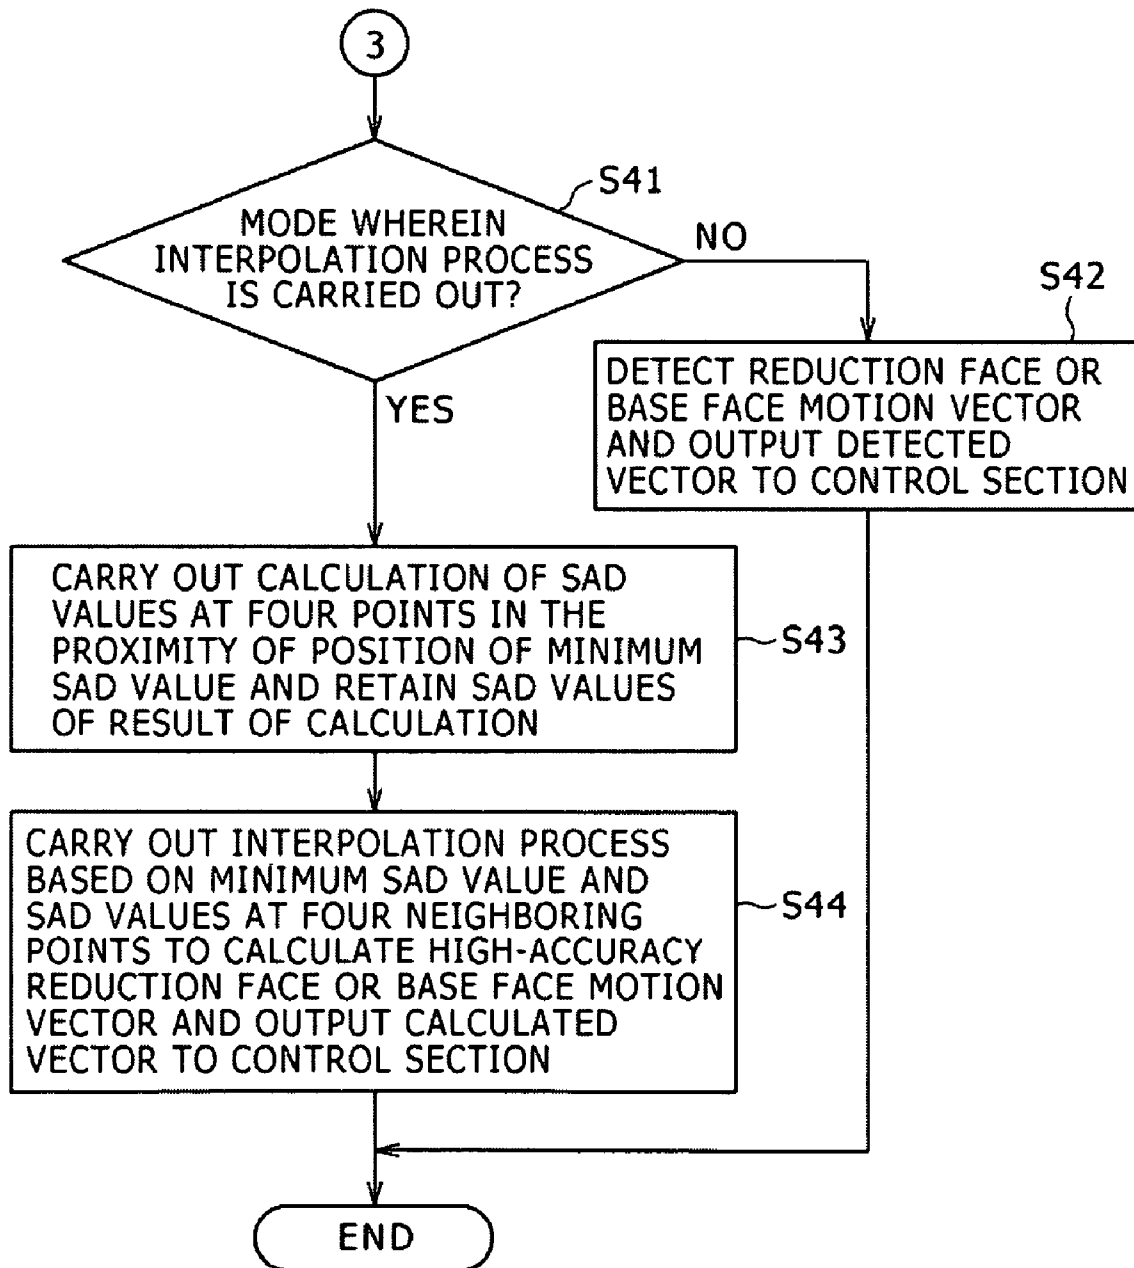 3
S41
MODE WHEREIN
INTERPOLATION PROCESS
IS CARRIED OUT?
NO
YES
S42
DETECT REDUCTION FACE OR
BASE FACE MOTION VECTOR
AND OUTPUT DETECTED
VECTOR TO CONTROL SECTION
CARRY OUT CALCULATION OF SAD
VALUES AT FOUR POINTS IN THE
PROXIMITY OF POSITION OF MINIMUM
SAD VALUE AND RETAIN SAD VALUES
OF RESULT OF CALCULATION
S43
CARRY OUT INTERPOLATION PROCESS
BASED ON MINIMUM SAD VALUE AND
SAD VALUES AT FOUR NEIGHBORING
POINTS TO CALCULATE HIGH-ACCURACY
REDUCTION FACE OR BASE FACE MOTION
VECTOR AND OUTPUT CALCULATED
VECTOR TO CONTROL SECTION
S44
END